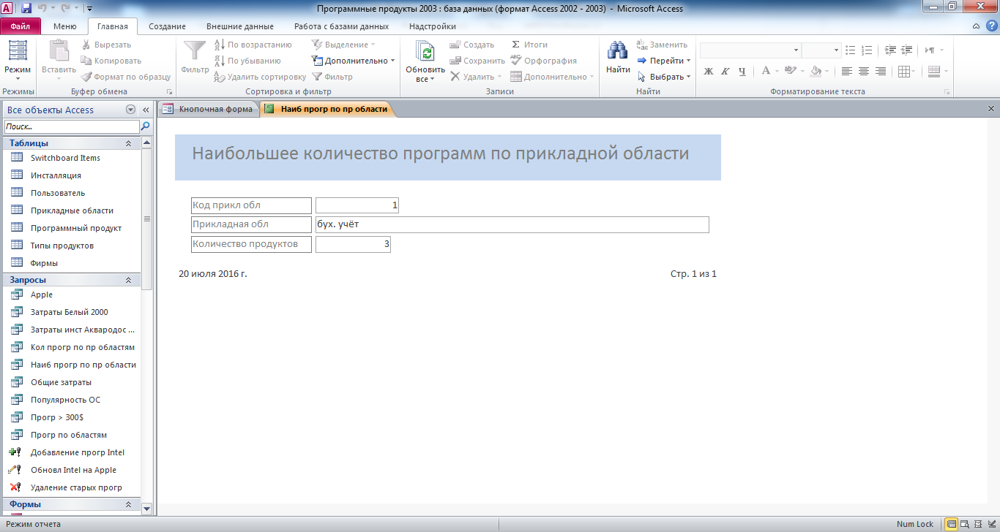 Программные продукты 2003 : база данных (формат Access 2002 - 2003) - Microsoft Access
Файл Меню Главная Создание Внешние данные Работа с базами данных Надстройки
Режим
Режимы
Вставить
Вырезать
Копировать
Формат по образцу
Буфер обмена
Фильтр
По возрастанию
По убыванию
Удалить сортировку
Выделение
Дополнительно
Фильтр
Сортировка и фильтр
Обновить
все
Создать
Сохранить
Удалить
Итоги
Орфография
Дополнительно
Записи
Найти
Заменить
Перейти
Выбрать
Найти
Ж К Ч А
Форматирование текста
Все объекты Access
Поиск...
Таблицы
Switchboard Items
Инсталляция
Пользователь
Прикладные области
Программный продукт
Типы продуктов
Фирмы
Запросы
Apple
Затраты Белый 2000
Затраты инст Аквародос ...
Кол прогр по пр областям
Наиб прогр по пр области
Общие затраты
Популярность ОС
Прогр > 300$
Прогр по областям
Добавление прогр Intel
Обновл Intel на Apple
Удаление старых прогр
Формы
Кнопочная форма Наиб прогр по пр области
Наибольшее количество программ по прикладной области
Код прикл обл 1
Прикладная обл бух. учёт
Количество продуктов 3
20 июля 2016 г. Стр. 1 из 1
Режим отчета Num Lock